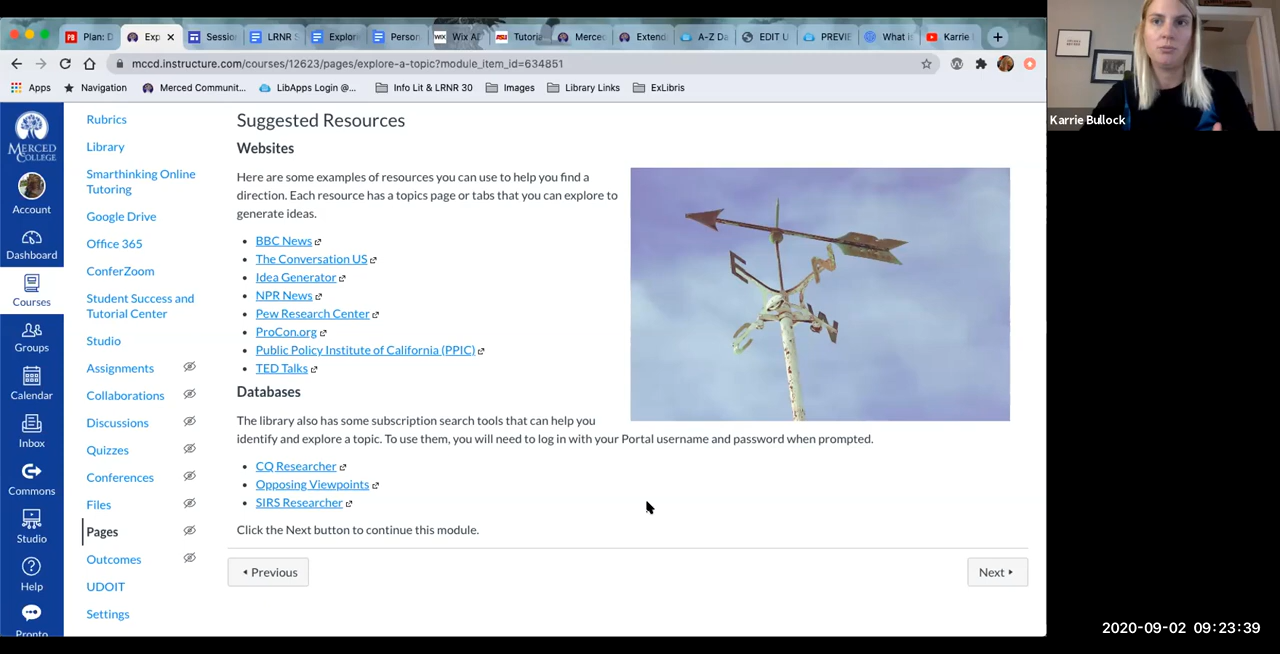 Plan: D
Exp
Sessio
LRNR S
Explore
Person
Wix Al
Tutoria
Merced
Extend
A-Z Da
EDIT U
PREVIE
What is
Karrie
mccd.instructure.com/courses/12623/pages/explore-a-topic?module_item_id=634851
Apps
Navigation
Merced Communit...
LibApps Login @...
Info Lit & LRNR 30
Images
Library Links
ExLibris
Karrie Bullock
MERCED
COLLEGE
Account
Dashboard
Courses
Groups
Calendar
Inbox
Commons
Studio
Help
Pronto
Rubrics
Library
Smarthinking Online
Tutoring
Google Drive
Office 365
ConferZoom
Student Success and
Tutorial Center
Studio
Assignments
Collaborations
Discussions
Quizzes
Conferences
Files
Pages
Outcomes
UDOIT
Settings
Suggested Resources
Websites
Here are some examples of resources you can use to help you find a
direction. Each resource has a topics page or tabs that you can explore to
generate ideas.
BBC News
The Conversation US
Idea Generator
NPR News
Pew Research Center
ProCon.org
Public Policy Institute of California (PPIC)
TED Talks
Databases
The library also has some subscription search tools that can help you
identify and explore a topic. To use them, you will need to log in with your Portal username and password when prompted.
CQ Researcher
Opposing Viewpoints
SIRS Researcher
Click the Next button to continue this module.
Previous
Next
2020-09-02 09:23:39